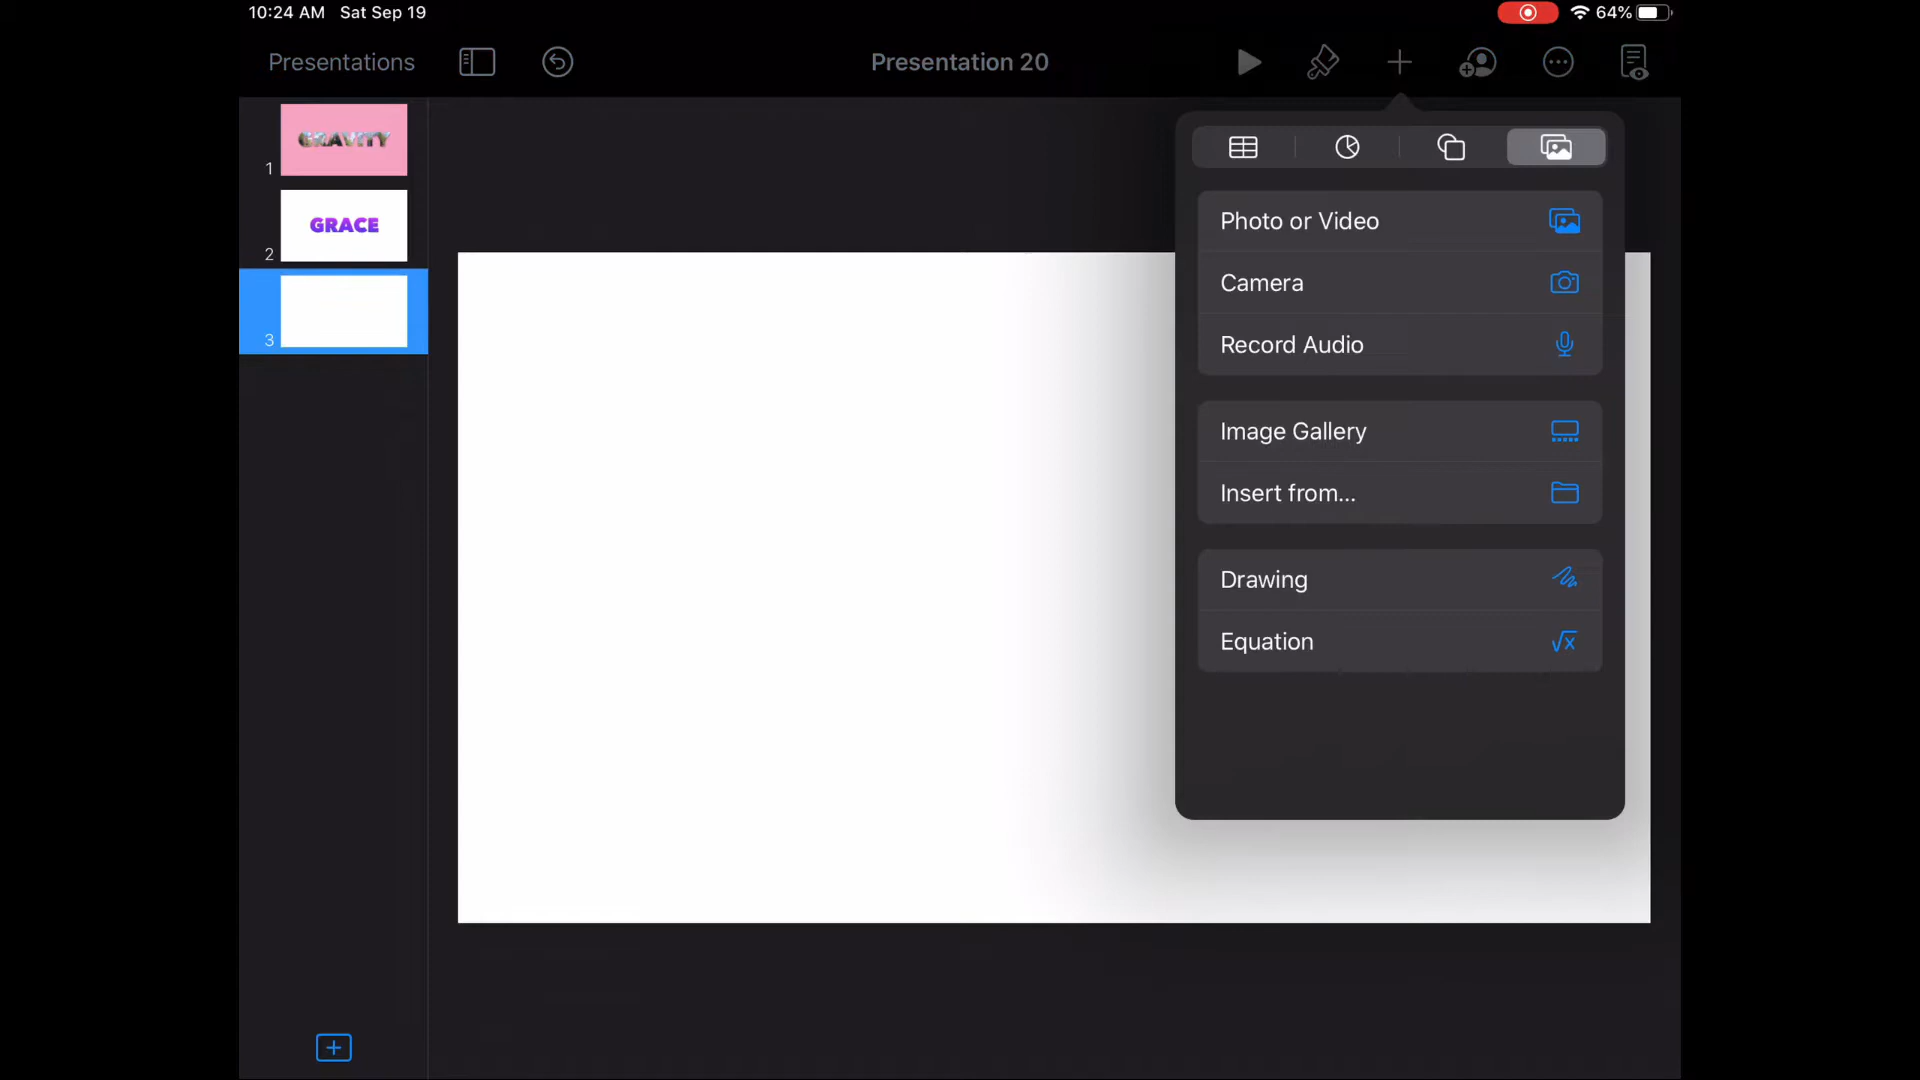 10:24 AM Sat Sep 19
64%
Presentations
Presentation 20
GRAVITY
1
GRACE
2
3
Photo or Video
Camera
Record Audio
Image Gallery
Insert from...
Drawing
Equation
√x